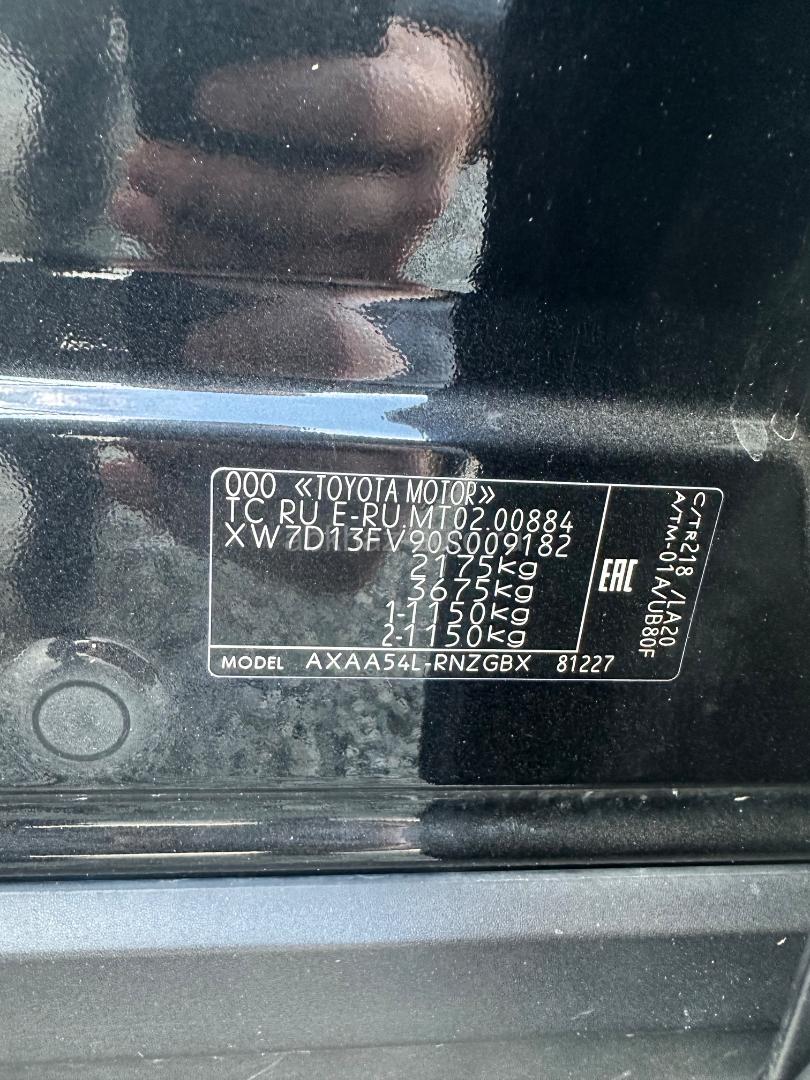 ООО «TOYOTA MOTOR»
TC RU E-RU.MT02.00884
XW7D13FV90S009182
2175kg
3675kg
1-1150kg
2-1150kg
EAC
C/TR218 /LA20
A/TM-01A/UB80F
MODEL AXAA54L-RNZGBX 81227